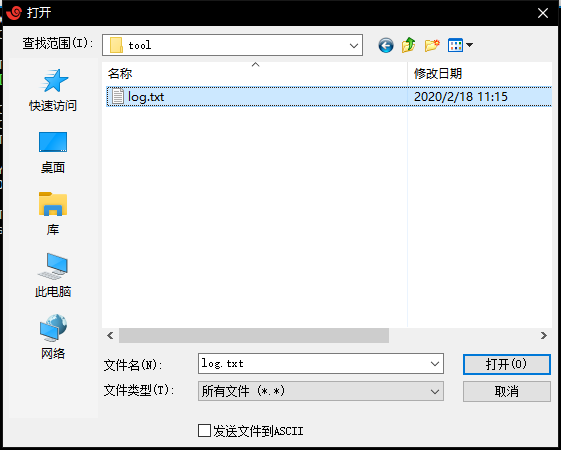 打开
查找范围(I):
tool
名称
修改日期
log.txt
2020/2/18 11:15
快速访问
桌面
库
此电脑
网络
文件名(N):
log.txt
打开(O)
文件类型(T):
所有文件 (*.*)
取消
发送文件到ASCII